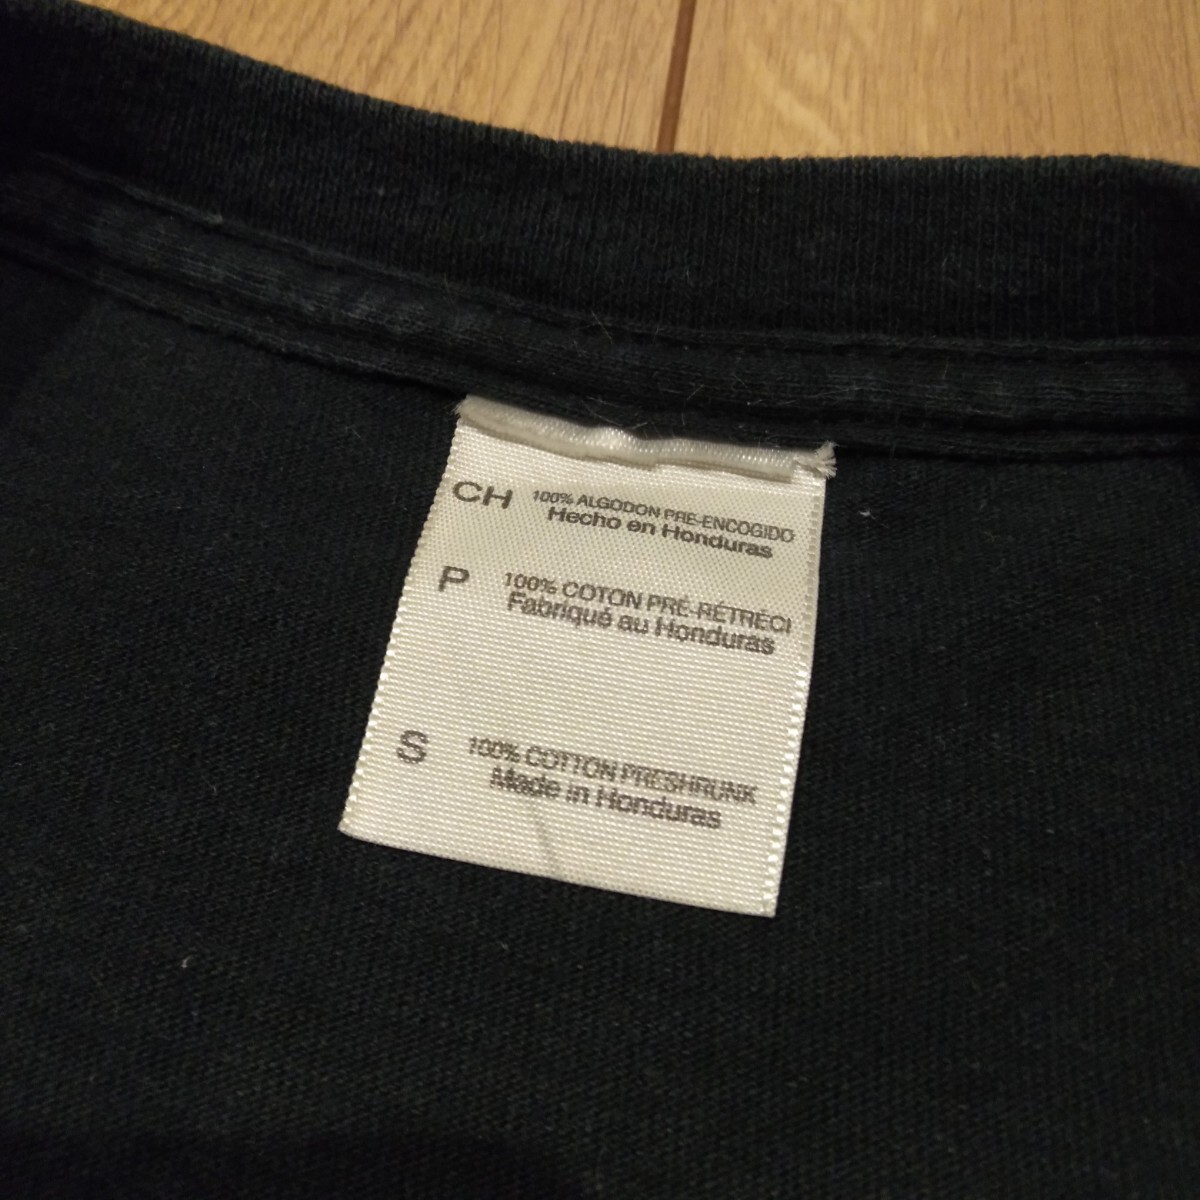 CH 100% ALGODON PRE-ENCOGIDO
Hecho en Honduras
P 100% COTON PRÉ-RÉTRÉCI
Fabriqué au Honduras
S 100% COTTON PRESHRUNK
Made in Honduras